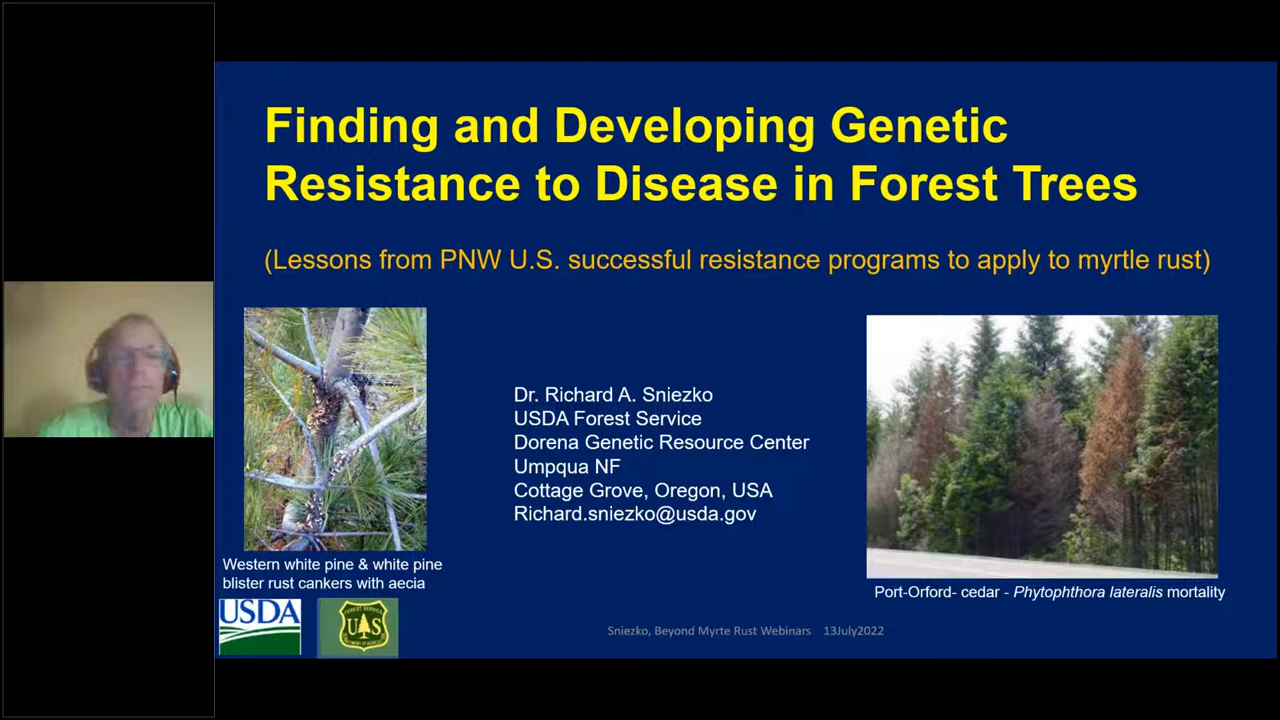 Finding and Developing Genetic
Resistance to Disease in Forest Trees
(Lessons from PNW U.S. successful resistance programs to apply to myrtle rust)
Dr. Richard A. Sniezko
USDA Forest Service
Dorena Genetic Resource Center
Umpqua NF
Cottage Grove, Oregon, USA
Richard.sniezko@usda.gov
Western white pine & white pine
blister rust cankers with aecia
Port-Orford- cedar - Phytophthora lateralis mortality
USDA
U S
Sniezko, Beyond Myrte Rust Webinars 13July2022